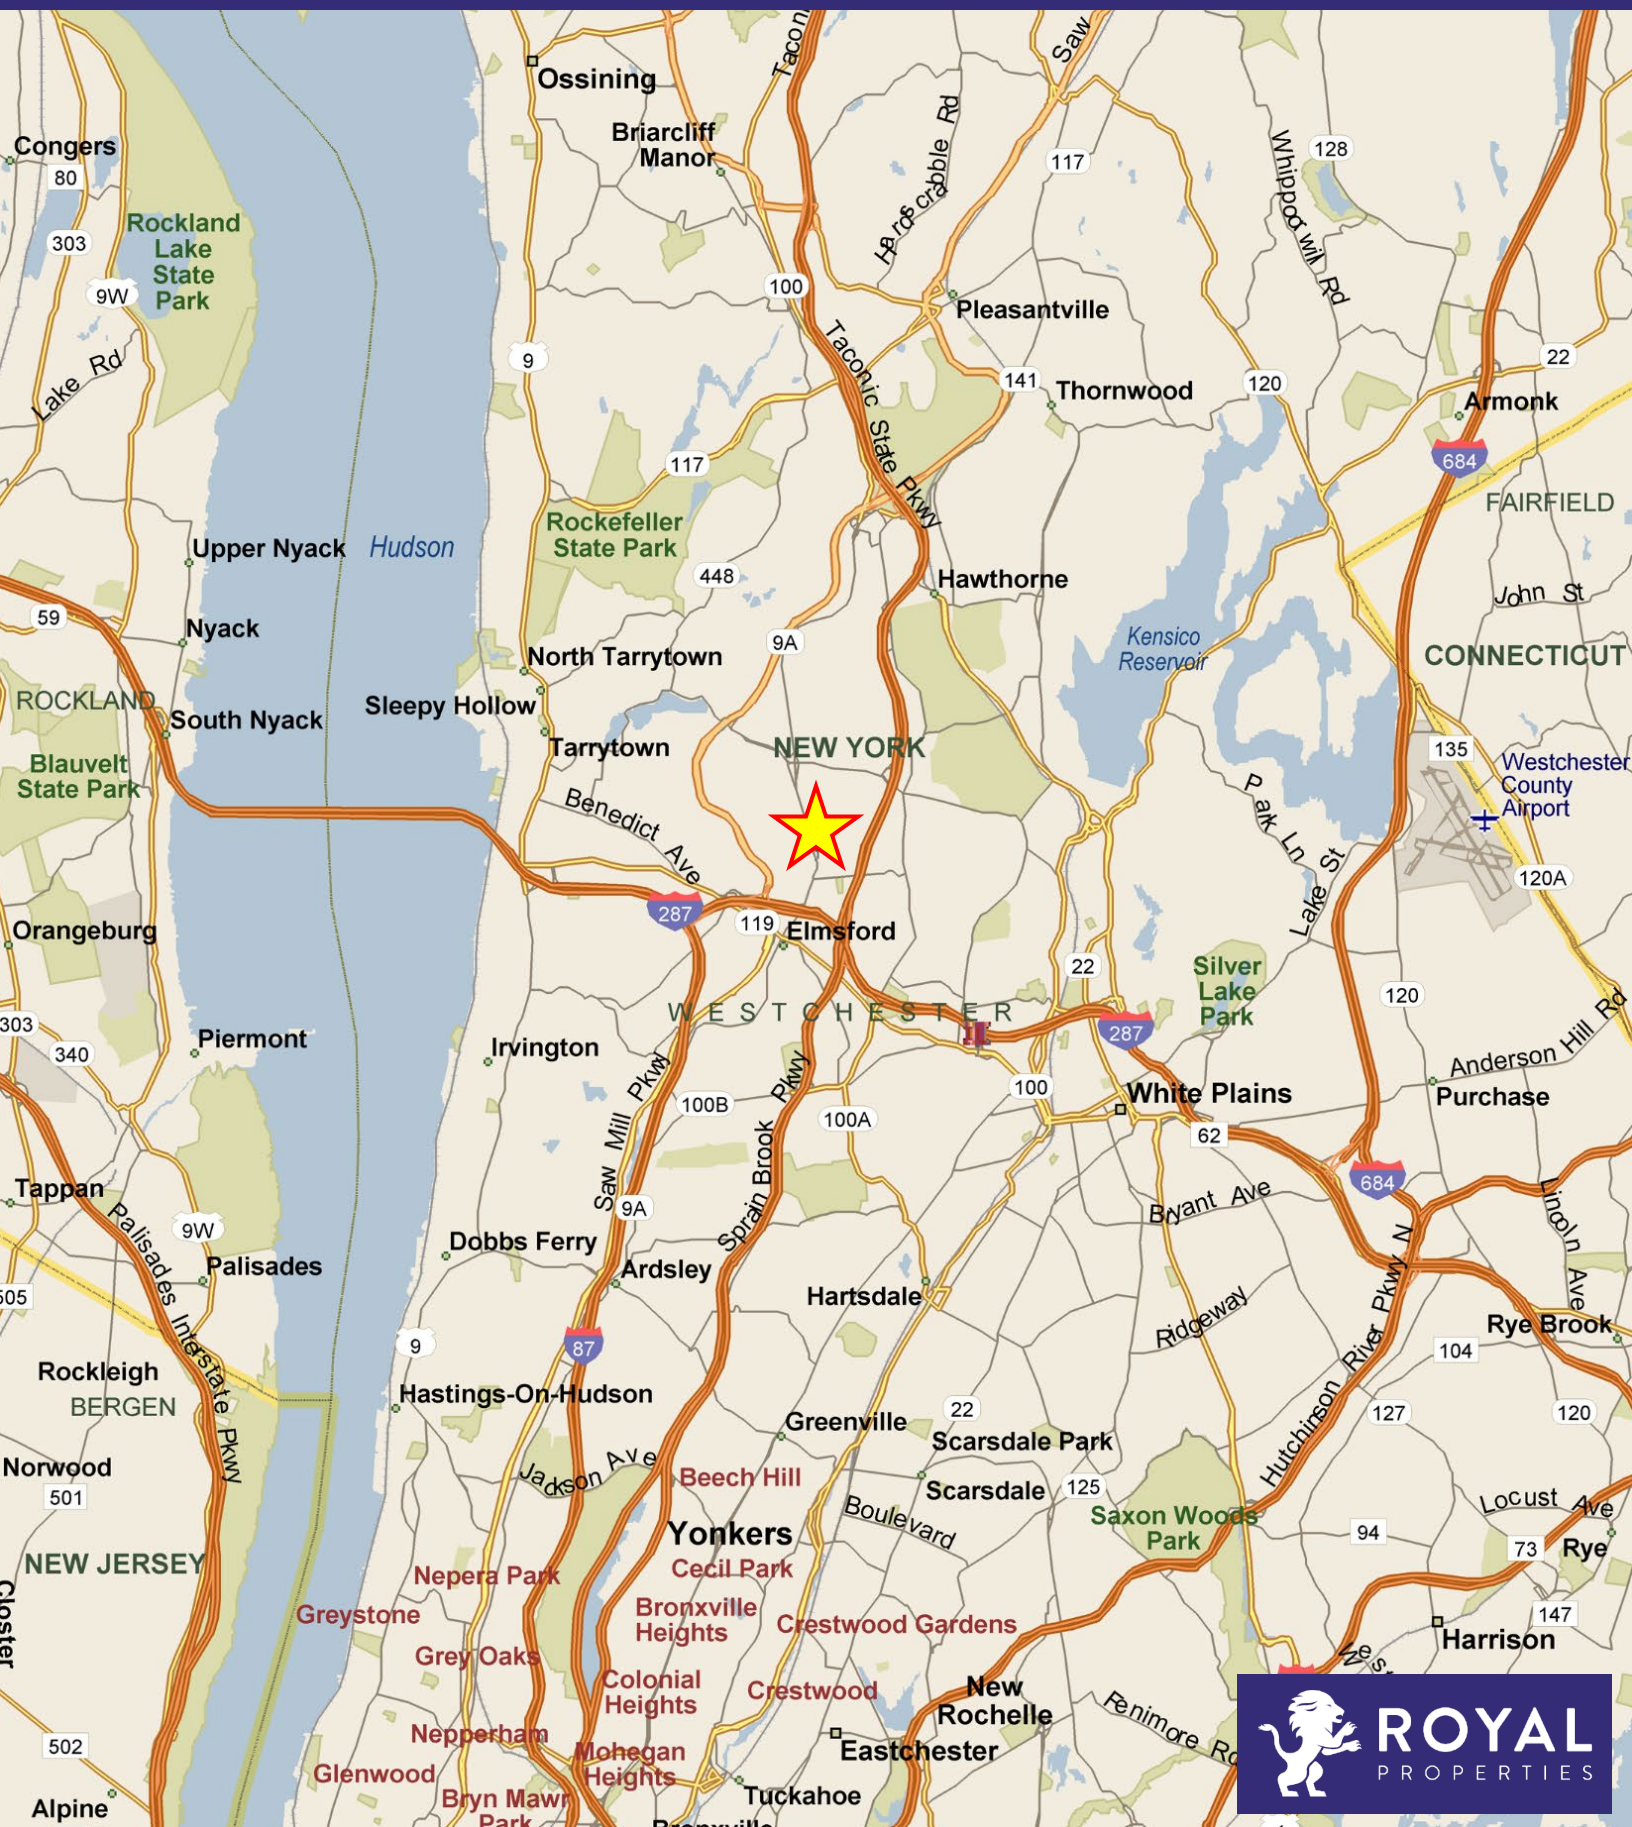 Ossining
Taconi
Saw
Briarcliff
Manor
Congers
80
Hardscrabble Rd
117
Whippoorwill Rd
128
Rockland
Lake
State
Park
303
9W
100
Pleasantville
Taconic State Pkwy
Lake Rd
9
22
141
Thornwood
120
Armonk
684
117
FAIRFIELD
Rockefeller
State Park
Upper Nyack
Hudson
448
Hawthorne
John St
59
Nyack
9A
Kensico
Reservoir
CONNECTICUT
North Tarrytown
ROCKLAND
Sleepy Hollow
South Nyack
Tarrytown
NEW YORK
135
Westchester
County
Airport
Blauvelt
State Park
Benedict Ave
Park Ln
Lake St
120A
287
119
Elmsford
Orangeburg
22
Silver
Lake
Park
120
WESTCHESTER
303
340
Piermont
Irvington
287
Anderson Hill Rd
Saw Mill Pkwy
100B
Sprain Brook Pkwy
100A
100
White Plains
Purchase
62
Tappan
9A
684
Bryant Ave
Lincoln Ave
9W
Palisades Interstate Pkwy
Dobbs Ferry
Palisades
Ardsley
Hartsdale
505
Ridgeway
Hutchinson River Pkwy N
Rye Brook
9
87
104
Rockleigh
BERGEN
Hastings-On-Hudson
Greenville
22
127
120
Scarsdale Park
Norwood
501
Jackson Ave
Beech Hill
Scarsdale
125
Boulevard
Saxon Woods
Park
Locust Ave
Yonkers
94
73
Rye
NEW JERSEY
Nepera Park
Cecil Park
Closter
Greystone
Bronxville
Heights
Crestwood Gardens
147
Harrison
Grey Oaks
West
Colonial
Heights
Crestwood
New
Rochelle
Fenimore Rd
Nepperham
Eastchester
502
Glenwood
Mohegan
Heights
Bryn Mawr
Park
Tuckahoe
Alpine
Bronxville
ROYAL
PROPERTIES